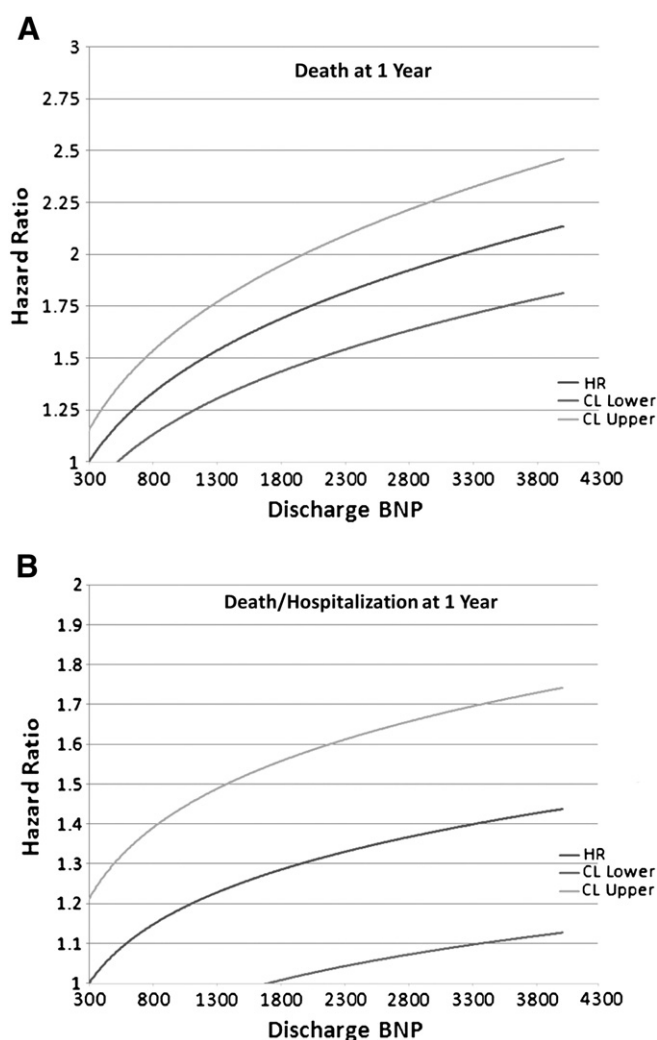 A
Death at 1 Year
3
2.75
2.5
2.25
2
1.75
1.5
1.25
1
Hazard Ratio
HR
CL Lower
CL Upper
300 800 1300 1800 2300 2800 3300 3800 4300
Discharge BNP
B
Death/Hospitalization at 1 Year
2
1.9
1.8
1.7
1.6
1.5
1.4
1.3
1.2
1.1
1
Hazard Ratio
HR
CL Lower
CL Upper
300 800 1300 1800 2300 2800 3300 3800 4300
Discharge BNP